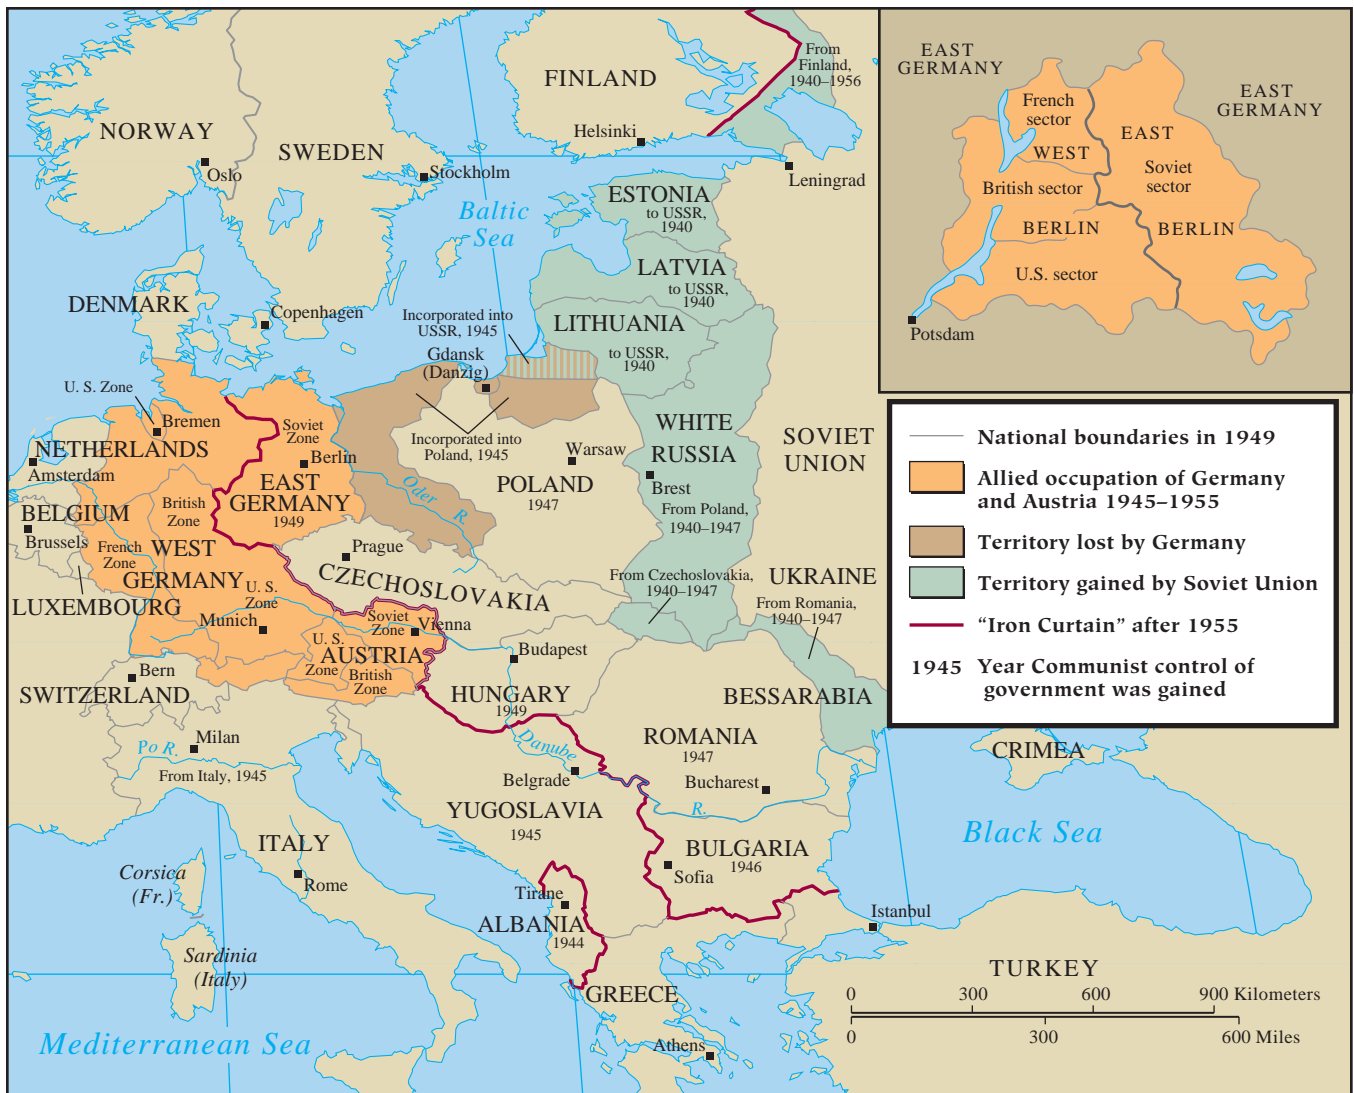 From
Finland,
1940–1956
FINLAND
Helsinki
NORWAY
Oslo
SWEDEN
Stockholm
Leningrad
Baltic
Sea
ESTONIA
to USSR,
1940
LATVIA
to USSR,
1940
LITHUANIA
to USSR,
1940
DENMARK
Copenhagen
Incorporated into
USSR, 1945
Gdansk
(Danzig)
U. S. Zone
Bremen
Soviet
Zone
Berlin
EAST
GERMANY
1949
NETHERLANDS
Amsterdam
Incorporated into
Poland, 1945
Warsaw
POLAND
1947
Oder
R.
WHITE
RUSSIA
Brest
From Poland,
1940–1947
SOVIET
UNION
BELGIUM
Brussels
British
Zone
French
Zone
WEST
GERMANY
LUXEMBOURG
U. S.
Zone
Munich
Prague
CZECHOSLOVAKIA
From Czechoslovakia,
1940–1947
UKRAINE
From Romania,
1940–1947
Soviet
Zone
Vienna
U. S.
Zone
AUSTRIA
British
Zone
Bern
SWITZERLAND
Budapest
HUNGARY
1949
BESSARABIA
ROMANIA
1947
Bucharest
Po R.
Milan
From Italy, 1945
Danube
R.
Belgrade
YUGOSLAVIA
1945
CRIMEA
Black Sea
BULGARIA
1946
Sofia
ITALY
Rome
Corsica
(Fr.)
Sardinia
(Italy)
Tirane
ALBANIA
1944
GREECE
Athens
Istanbul
TURKEY
Mediterranean Sea
0 300 600 900 Kilometers
0 300 600 Miles
EAST
GERMANY
EAST
GERMANY
French
sector
WEST
EAST
Soviet
sector
British sector
BERLIN
BERLIN
U.S. sector
Potsdam
National boundaries in 1949
Allied occupation of Germany
and Austria 1945–1955
Territory lost by Germany
Territory gained by Soviet Union
“Iron Curtain” after 1955
1945 Year Communist control of
government was gained